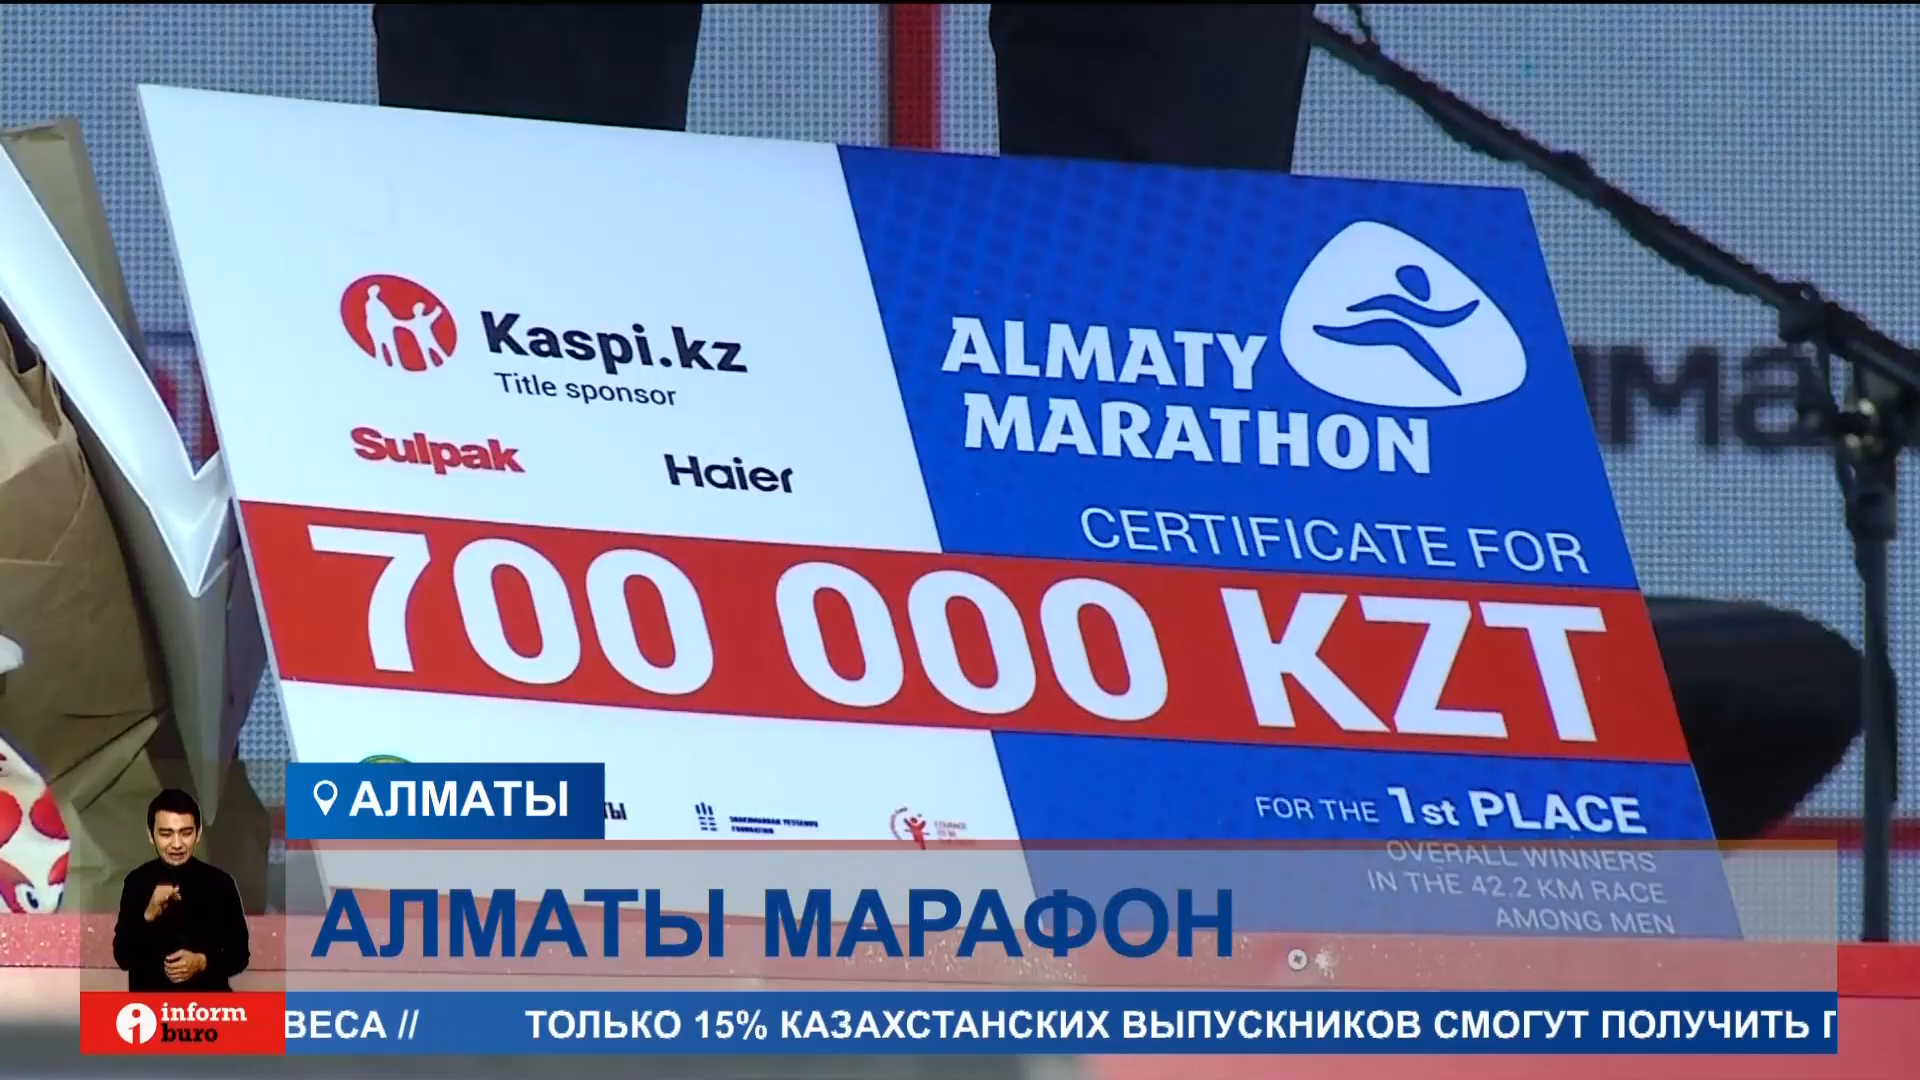 Kaspi.kz
Title sponsor
Sulpak
Haier
ALMATY
MARATHON
CERTIFICATE FOR
700 000 KZT
FOR THE 1st PLACE
OVERALL WINNERS
IN THE 42.2 KM RACE
AMONG MEN
АЛМАТЫ
АЛМАТЫ МАРАФОН
inform
buro
ВЕСА // ТОЛЬКО 15% КАЗАХСТАНСКИХ ВЫПУСКНИКОВ СМОГУТ ПОЛУЧИТЬ